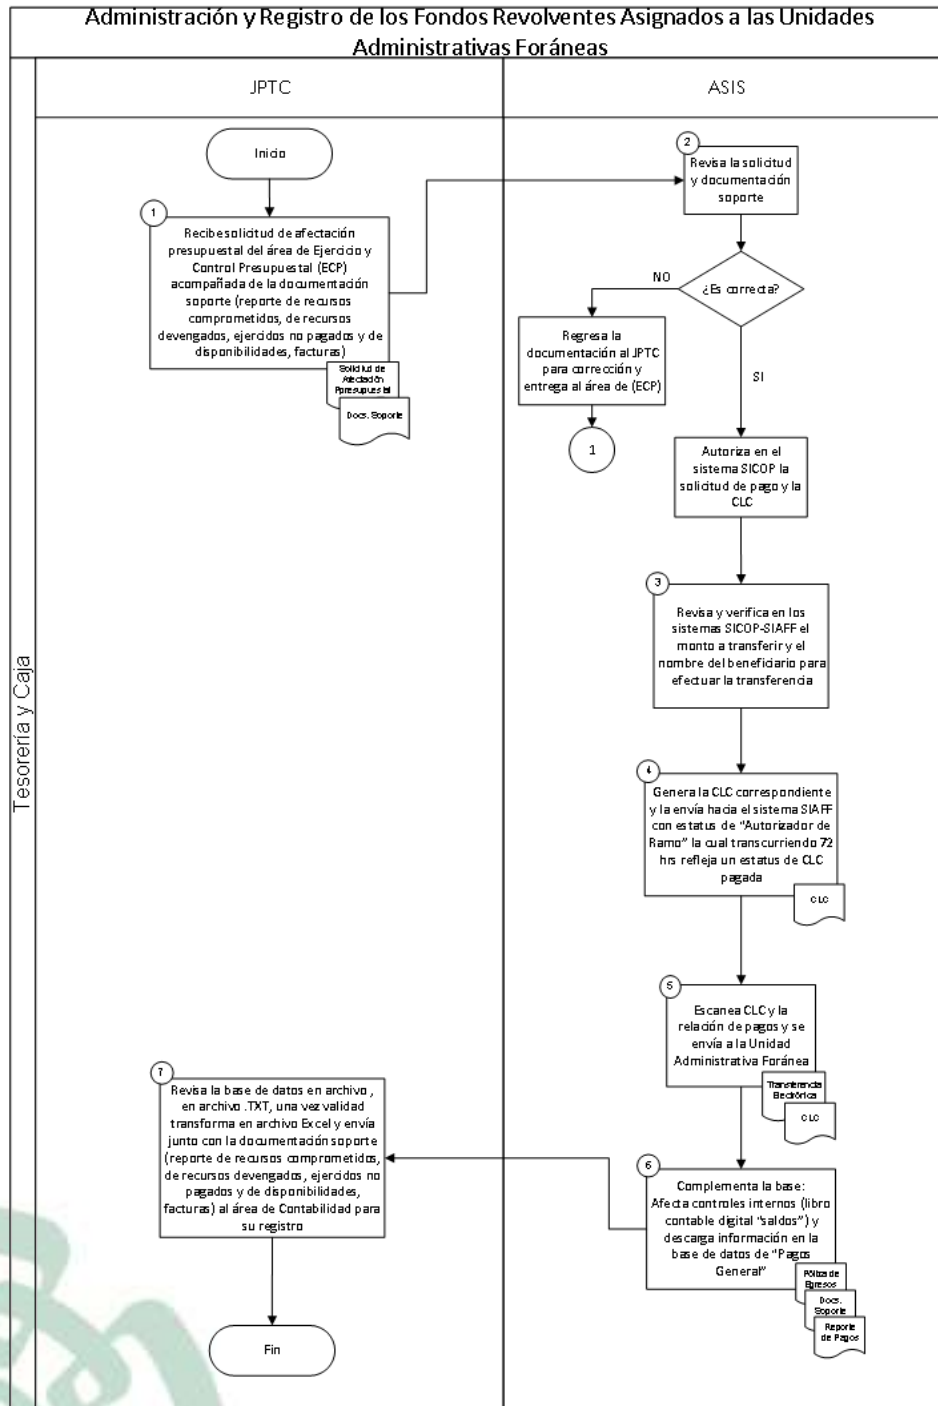 Administración y Registro de los Fondos Revolventes Asignados a las Unidades
Administrativas Foráneas
JPTC
ASIS
Tesorería y Caja
Inicio
1
Recibe solicitud de afectación
presupuestal del área de Ejercicio y
Control Presupuestal (ECP)
acompañada de la documentación
soporte (reporte de recursos
comprometidos, de recursos
devengados, ejercidos no pagados y de
disponibilidades, facturas)
Solicitud de
Afectación
Ppresupuestal
Docs. Soporte
2
Revisa la solicitud
y documentación
soporte
¿Es correcta?
NO
Regresa la
documentación al JPTC
para corrección y
entrega al área de (ECP)
1
SI
Autoriza en el
sistema SICOP la
solicitud de pago y la
CLC
3
Revisa y verifica en los
sistemas SICOP-SIAFF el
monto a transferir y el
nombre del beneficiario para
efectuar la transferencia
4
Genera la CLC correspondiente
y la envía hacia el sistema SIAFF
con estatus de “Autorizador de
Ramo” la cual transcurriendo 72
hrs refleja un estatus de CLC
pagada
CLC
5
Escanea CLC y la
relación de pagos y se
envía a la Unidad
Administrativa Foránea
Transferencia
Electrónica
CLC
6
Complementa la base:
Afecta controles internos (libro
contable digital “saldos”) y
descarga información en la
base de datos de “Pagos
General”
Póliza de
Egresos
Docs.
Soporte
Reporte
de Pagos
7
Revisa la base de datos en archivo ,
en archivo .TXT, una vez validad
transforma en archivo Excel y envía
junto con la documentación soporte
(reporte de recursos comprometidos,
de recursos devengados, ejercidos no
pagados y de disponibilidades,
facturas) al área de Contabilidad para
su registro
Fin